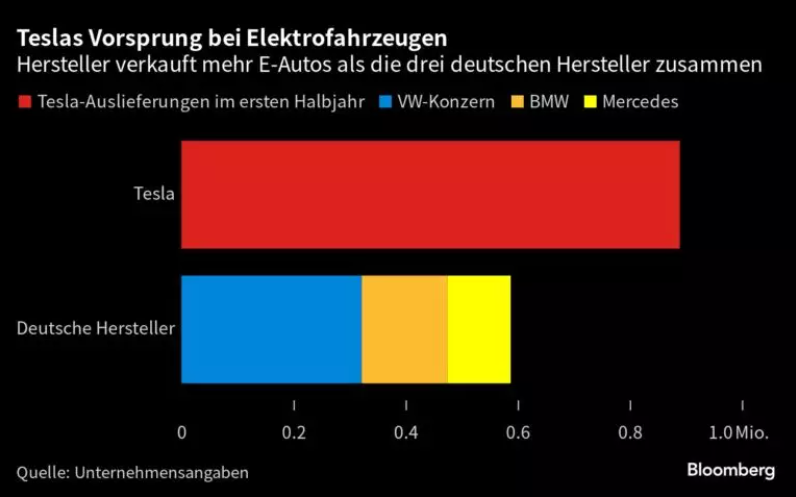 Teslas Vorsprung bei Elektrofahrzeugen
Hersteller verkauft mehr E-Autos als die drei deutschen Hersteller zusammen
Tesla-Auslieferungen im ersten Halbjahr VW-Konzern BMW Mercedes
Tesla
Deutsche Hersteller
0 0.2 0.4 0.6 0.8 1.0 Mio.
Quelle: Unternehmensangaben Bloomberg